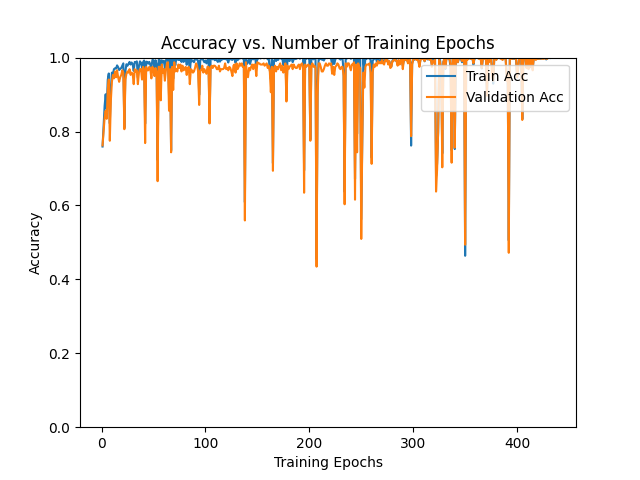 Accuracy vs. Number of Training Epochs
1.0
0.8
0.6
0.4
0.2
0.0
Accuracy
Train Acc
Validation Acc
0 100 200 300 400
Training Epochs